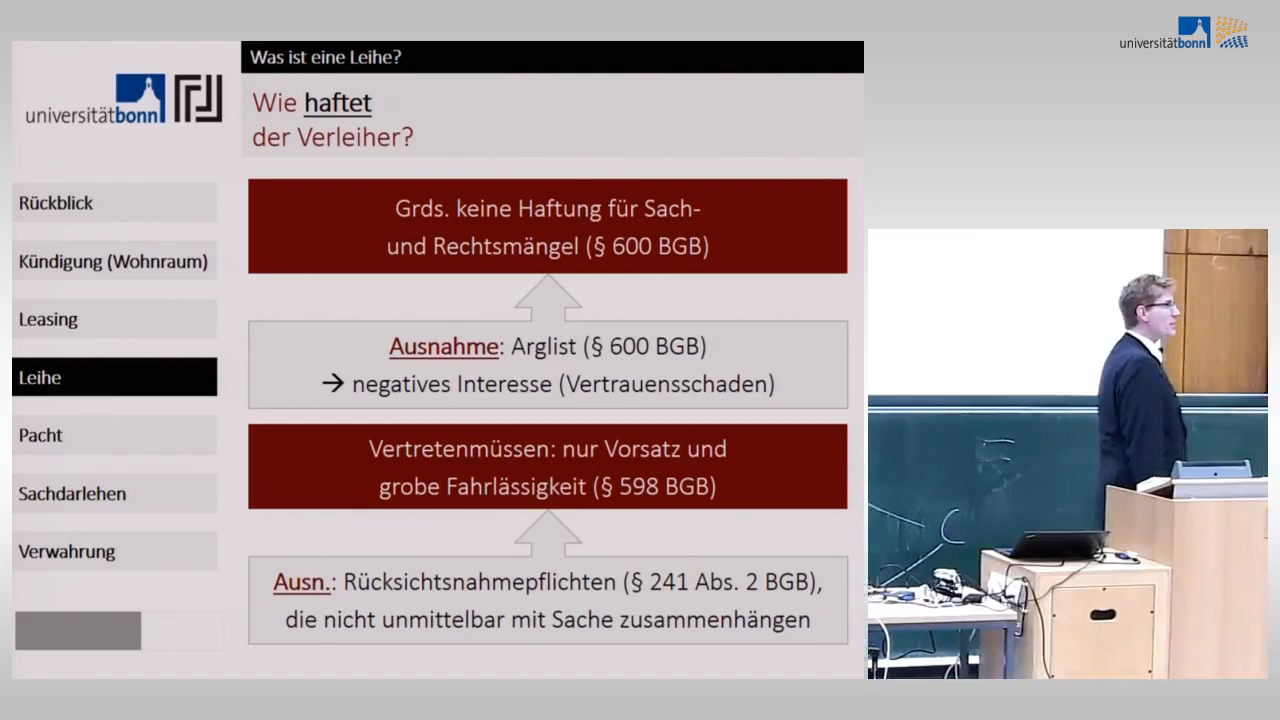 universitätbonn
Was ist eine Leihe?
universitätbonn
Wie haftet
der Verleiher?
Rückblick
Kündigung (Wohnraum)
Leasing
Leihe
Pacht
Sachdarlehen
Verwahrung
Grds. keine Haftung für Sach-
und Rechtsmängel (§ 600 BGB)
Ausnahme: Arglist (§ 600 BGB)
→ negatives Interesse (Vertrauensschaden)
Vertretenmüssen: nur Vorsatz und
grobe Fahrlässigkeit (§ 598 BGB)
Ausn.: Rücksichtsnahmepflichten (§ 241 Abs. 2 BGB),
die nicht unmittelbar mit Sache zusammenhängen